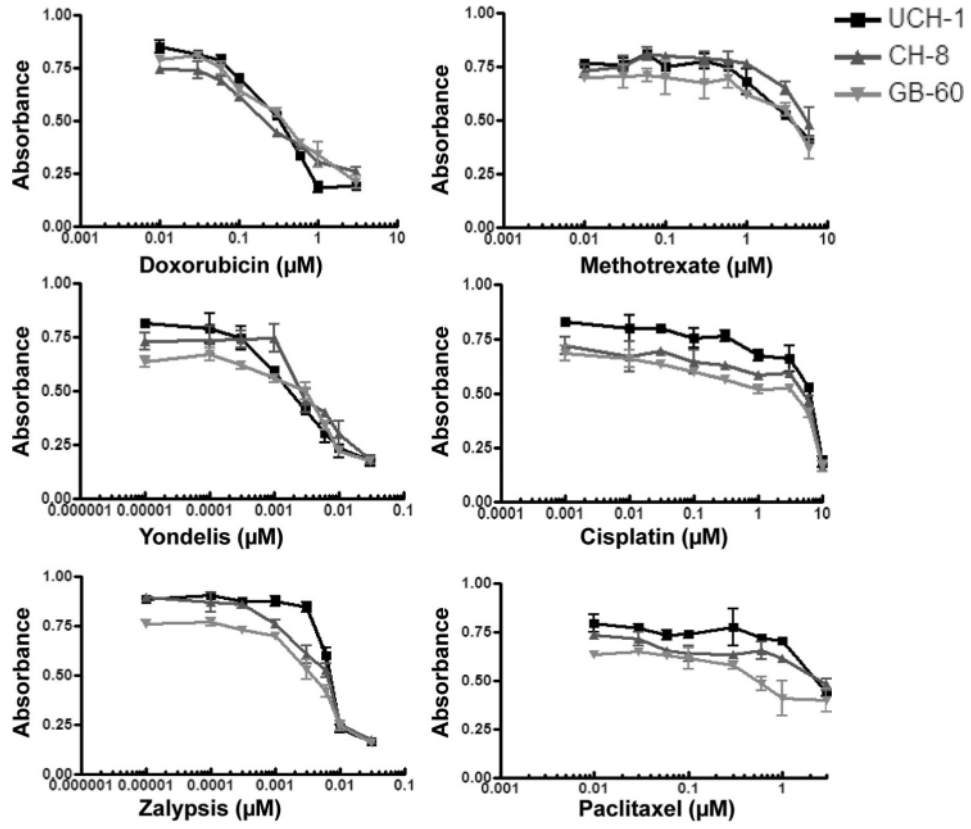 UCH-1
CH-8
GB-60
Absorbance
1.00
0.75
0.50
0.25
0.00
0.001 0.01 0.1 1 10
Doxorubicin (µM)
Absorbance
1.00
0.75
0.50
0.25
0.00
0.001 0.01 0.1 1 10
Methotrexate (µM)
Absorbance
1.00
0.75
0.50
0.25
0.00
0.000001 0.00001 0.0001 0.001 0.01 0.1
Yondelis (µM)
Absorbance
1.00
0.75
0.50
0.25
0.00
0.0001 0.001 0.01 0.1 1 10
Cisplatin (µM)
Absorbance
1.00
0.75
0.50
0.25
0.00
0.000001 0.00001 0.0001 0.001 0.01 0.1
Zalypsis (µM)
Absorbance
1.00
0.75
0.50
0.25
0.00
0.01 0.1 1
Paclitaxel (µM)